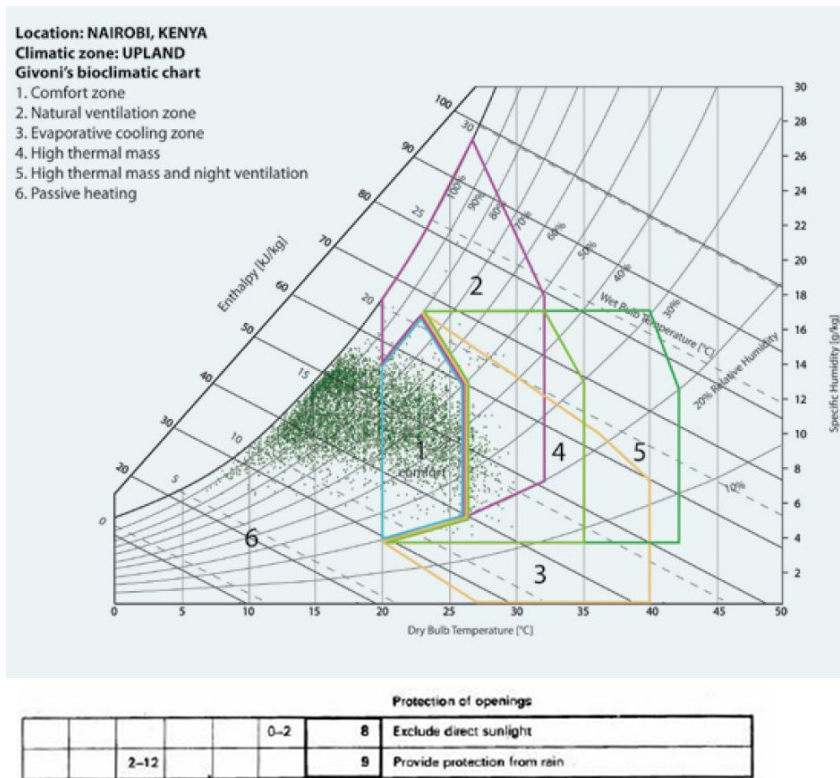 Location: NAIROBI, KENYA
Climatic zone: UPLAND
Givoni's bioclimatic chart
1. Comfort zone
2. Natural ventilation zone
3. Evaporative cooling zone
4. High thermal mass
5. High thermal mass and night ventilation
6. Passive heating
Enthalpy [kJ/kg]
20
30
40
50
60
70
80
90
100
0
5
10
15
20
25
30
100%
90%
80%
70%
60%
50%
40%
30%
20% Relative Humidity
10%
Wet Bulb Temperature [°C]
1
comfort
2
3
4
5
6
30
28
26
24
22
20
18
16
14
12
10
8
6
4
2
Specific Humidity [g/kg]
0 5 10 15 20 25 30 35 40 45 50
Dry Bulb Temperature [°C]
Protection of openings
0–2 8 Exclude direct sunlight
2–12 9 Provide protection from rain